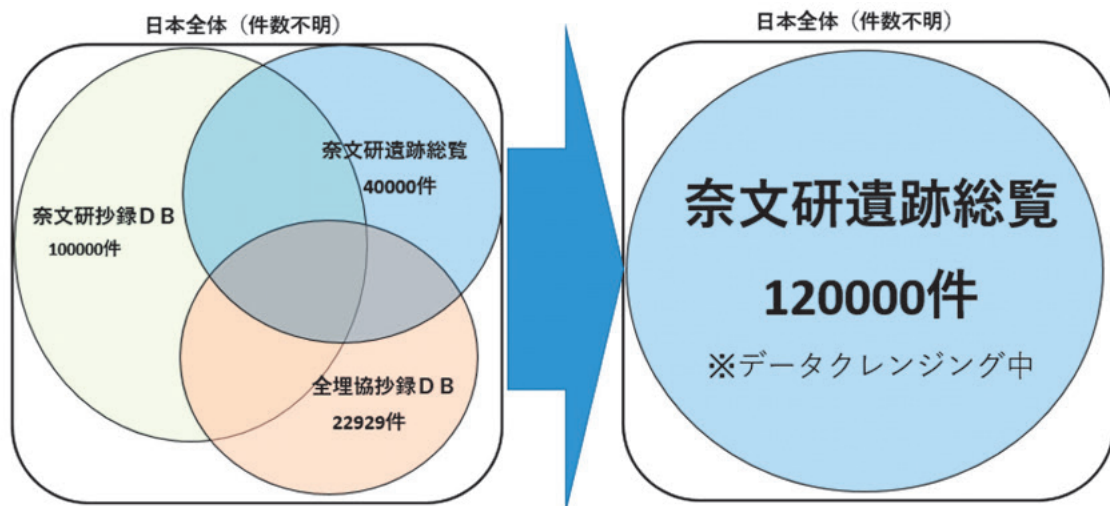 日本全体（件数不明）
奈文研遺跡総覧
40000件
奈文研抄録ＤＢ
100000件
全埋協抄録ＤＢ
22929件
日本全体（件数不明）
奈文研遺跡総覧
120000件
※データクレンジング中